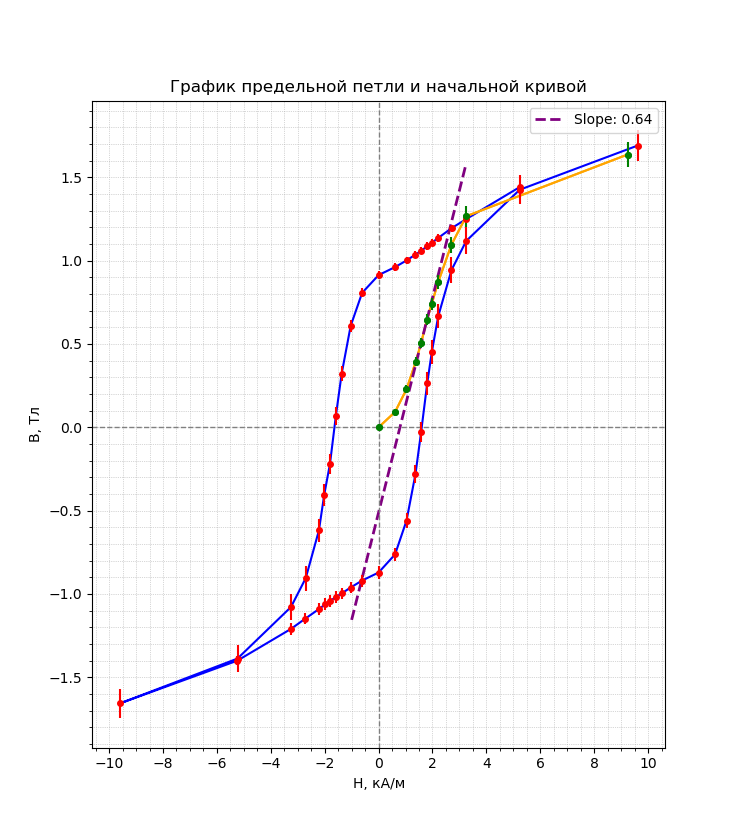 График предельной петли и начальной кривой
Slope: 0.64
1.5
1.0
0.5
0.0
−0.5
−1.0
−1.5
B, Тл
−10 −8 −6 −4 −2 0 2 4 6 8 10
H, кА/м